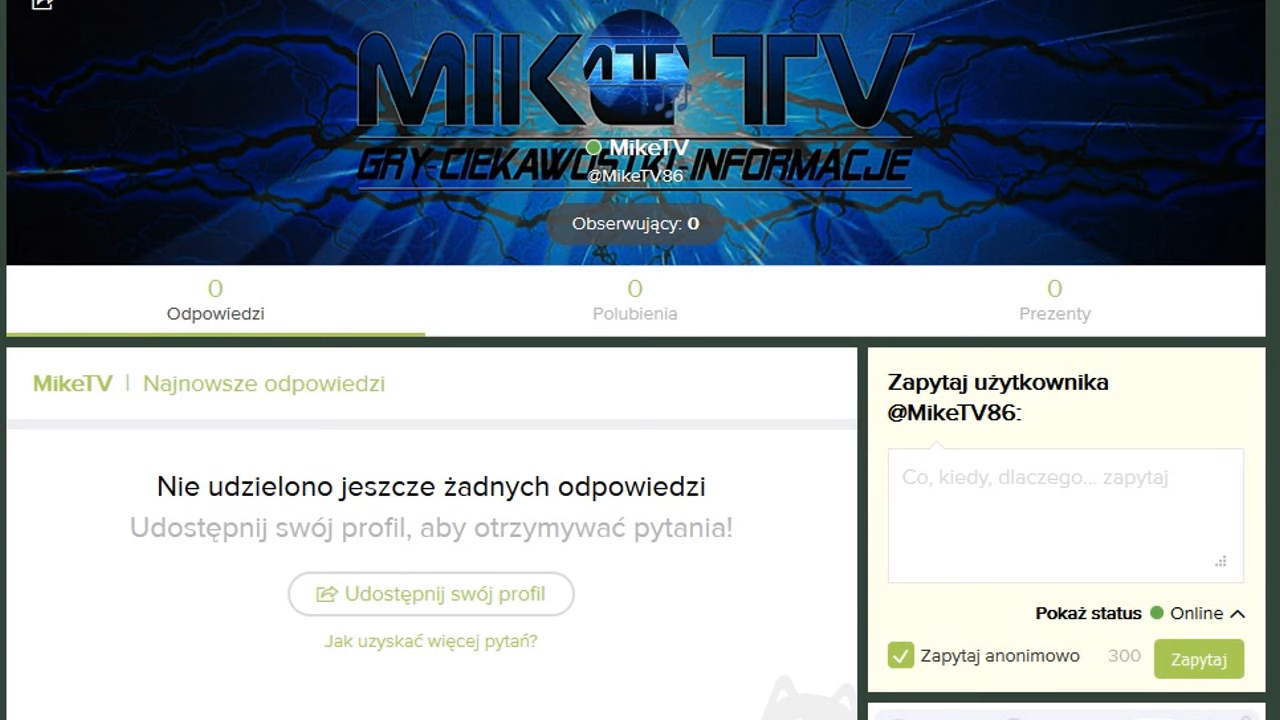 MIKE TV
GRY-CIEKAWOSTKI-INFORMACJE
MikeTV
@MikeTV86
Obserwujący: 0
0
Odpowiedzi
0
Polubienia
0
Prezenty
MikeTV | Najnowsze odpowiedzi
Nie udzielono jeszcze żadnych odpowiedzi
Udostępnij swój profil, aby otrzymywać pytania!
Udostępnij swój profil
Jak uzyskać więcej pytań?
Zapytaj użytkownika
@MikeTV86:
Co, kiedy, dlaczego... zapytaj
Pokaż status Online
Zapytaj anonimowo 300 Zapytaj